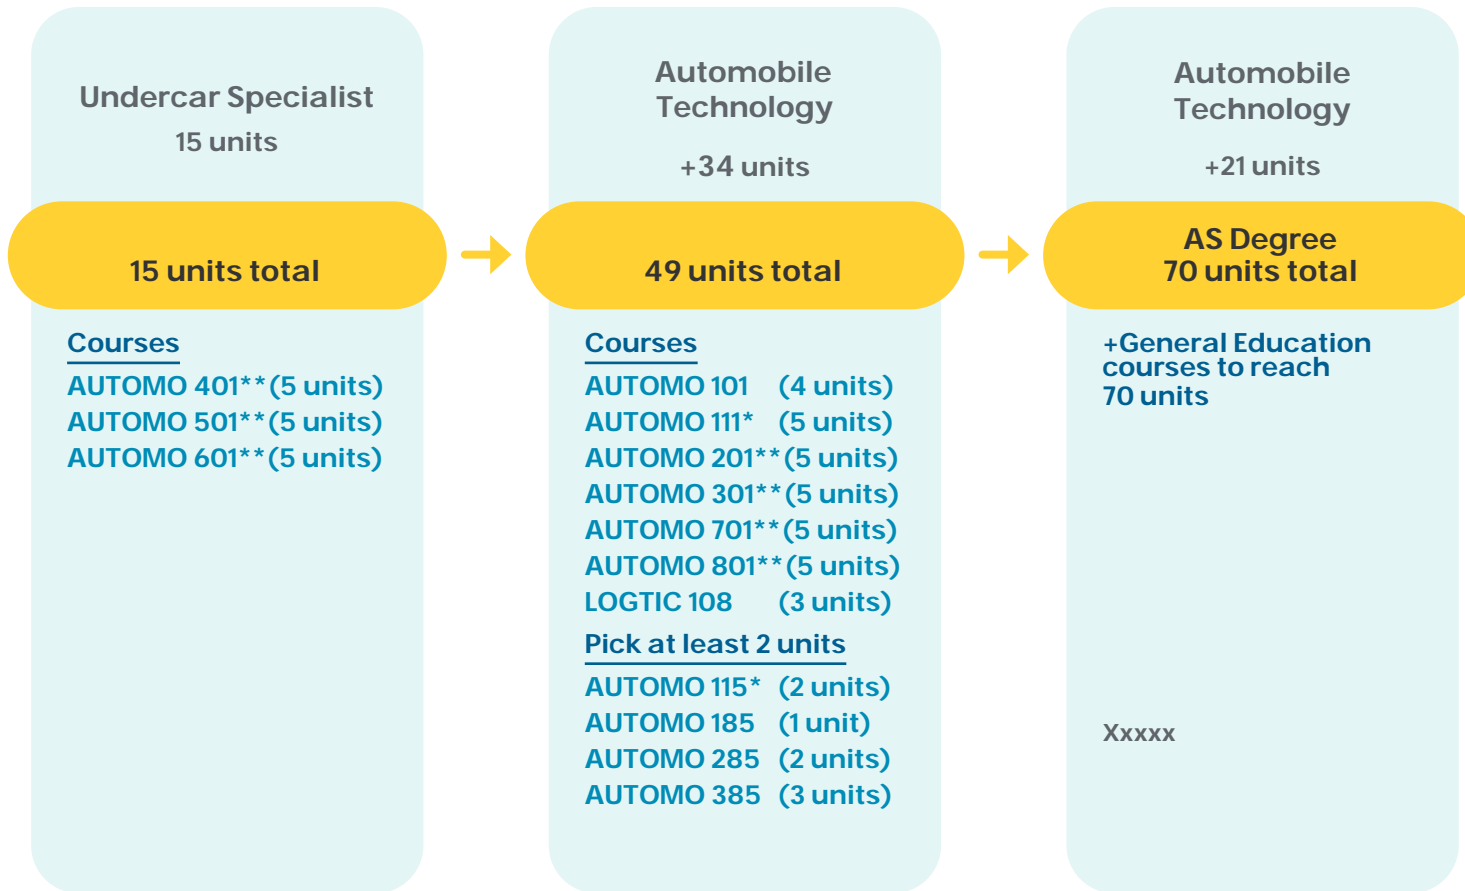 Undercar Specialist
15 units
15 units total
Courses
AUTOMO 401** (5 units)
AUTOMO 501** (5 units)
AUTOMO 601** (5 units)
Automobile
Technology
+34 units
49 units total
Courses
AUTOMO 101 (4 units)
AUTOMO 111* (5 units)
AUTOMO 201** (5 units)
AUTOMO 301** (5 units)
AUTOMO 701** (5 units)
AUTOMO 801** (5 units)
LOGTIC 108 (3 units)
Pick at least 2 units
AUTOMO 115* (2 units)
AUTOMO 185 (1 unit)
AUTOMO 285 (2 units)
AUTOMO 385 (3 units)
Automobile
Technology
+21 units
AS Degree
70 units total
+General Education
courses to reach
70 units
Xxxxx